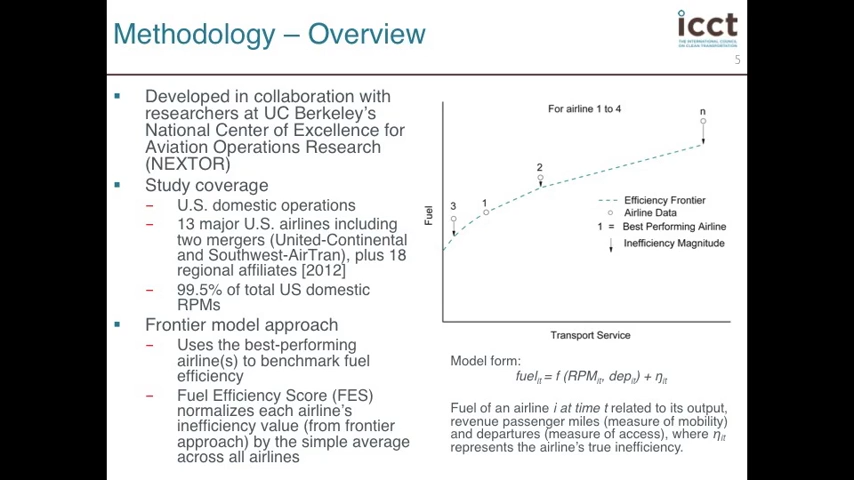 Methodology – Overview
icct
THE INTERNATIONAL COUNCIL
ON CLEAN TRANSPORTATION
5
▪ Developed in collaboration with
researchers at UC Berkeley's
National Center of Excellence for
Aviation Operations Research
(NEXTOR)
▪ Study coverage
– U.S. domestic operations
– 13 major U.S. airlines including
two mergers (United-Continental
and Southwest-AirTran), plus 18
regional affiliates [2012]
– 99.5% of total US domestic
RPMs
▪ Frontier model approach
– Uses the best-performing
airline(s) to benchmark fuel
efficiency
– Fuel Efficiency Score (FES)
normalizes each airline's
inefficiency value (from frontier
approach) by the simple average
across all airlines
For airline 1 to 4
n
2
3
1
Fuel
Efficiency Frontier
Airline Data
1 = Best Performing Airline
Inefficiency Magnitude
Transport Service
Model form:
fuel_it = f (RPM_it, dep_it) + η_it
Fuel of an airline i at time t related to its output,
revenue passenger miles (measure of mobility)
and departures (measure of access), where η_it
represents the airline's true inefficiency.